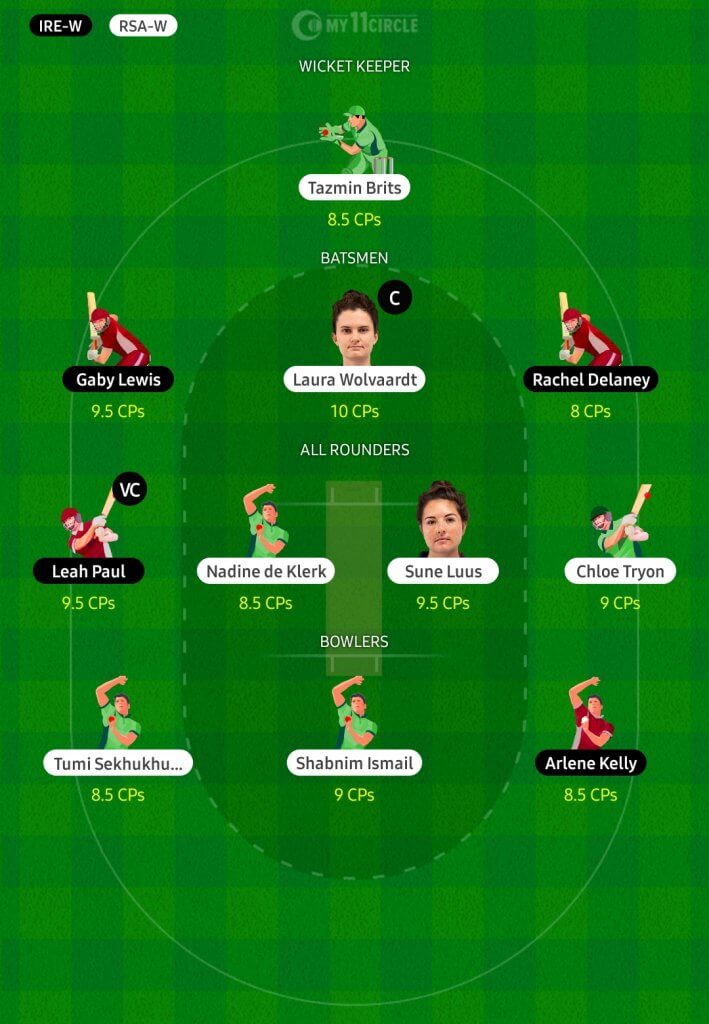 IRE-W RSA-W MY11CIRCLE
WICKET KEEPER
Tazmin Brits
8.5 CPs
BATSMEN
C
Gaby Lewis Laura Wolvaardt Rachel Delaney
9.5 CPs 10 CPs 8 CPs
ALL ROUNDERS
VC
Leah Paul Nadine de Klerk Sune Luus Chloe Tryon
9.5 CPs 8.5 CPs 9.5 CPs 9 CPs
BOWLERS
Tumi Sekhukhu... Shabnim Ismail Arlene Kelly
8.5 CPs 9 CPs 8.5 CPs